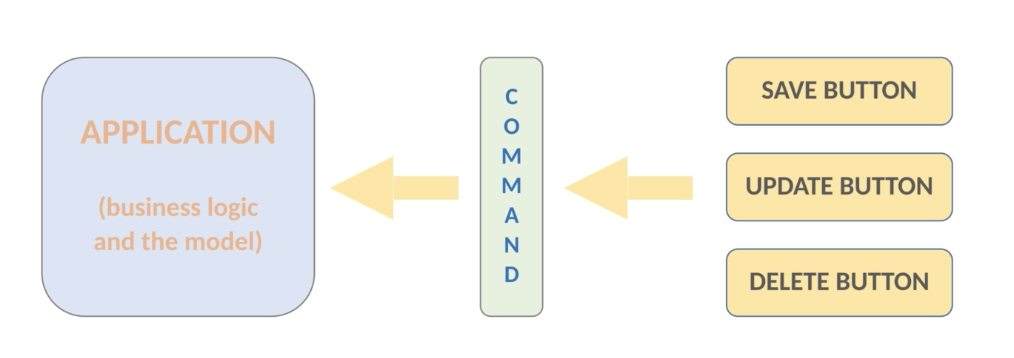 APPLICATION
(business logic
and the model)
C
O
M
M
A
N
D
SAVE BUTTON
UPDATE BUTTON
DELETE BUTTON